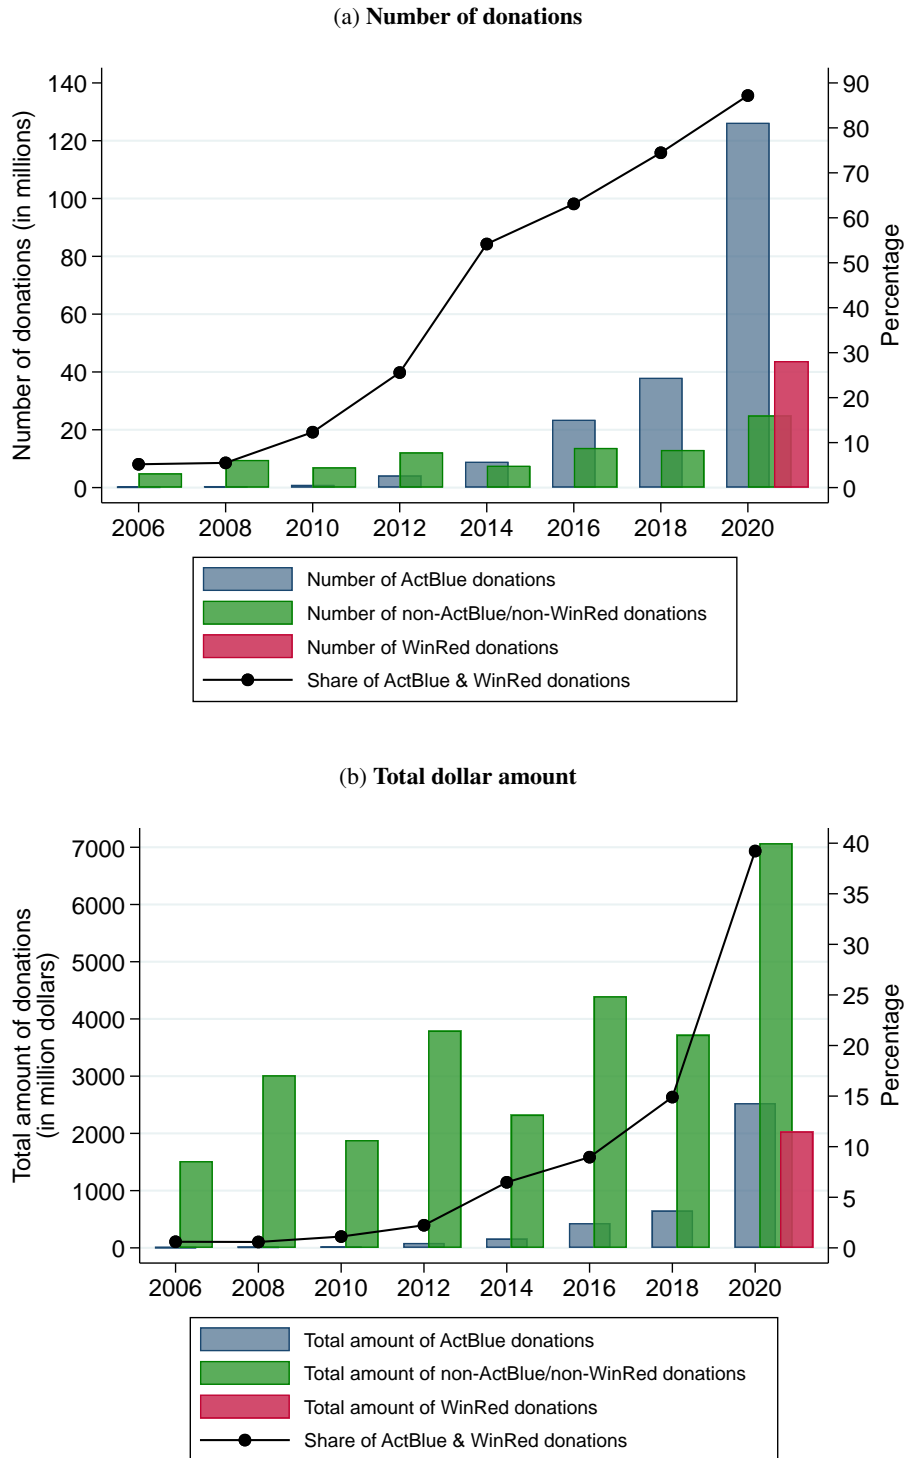 (a) Number of donations
Number of donations (in millions)
140
120
100
80
60
40
20
0
90
80
70
60
50
40
30
20
10
0
Percentage
2006 2008 2010 2012 2014 2016 2018 2020
Number of ActBlue donations
Number of non-ActBlue/non-WinRed donations
Number of WinRed donations
Share of ActBlue & WinRed donations
(b) Total dollar amount
Total amount of donations
(in million dollars)
7000
6000
5000
4000
3000
2000
1000
0
40
35
30
25
20
15
10
5
0
Percentage
2006 2008 2010 2012 2014 2016 2018 2020
Total amount of ActBlue donations
Total amount of non-ActBlue/non-WinRed donations
Total amount of WinRed donations
Share of ActBlue & WinRed donations